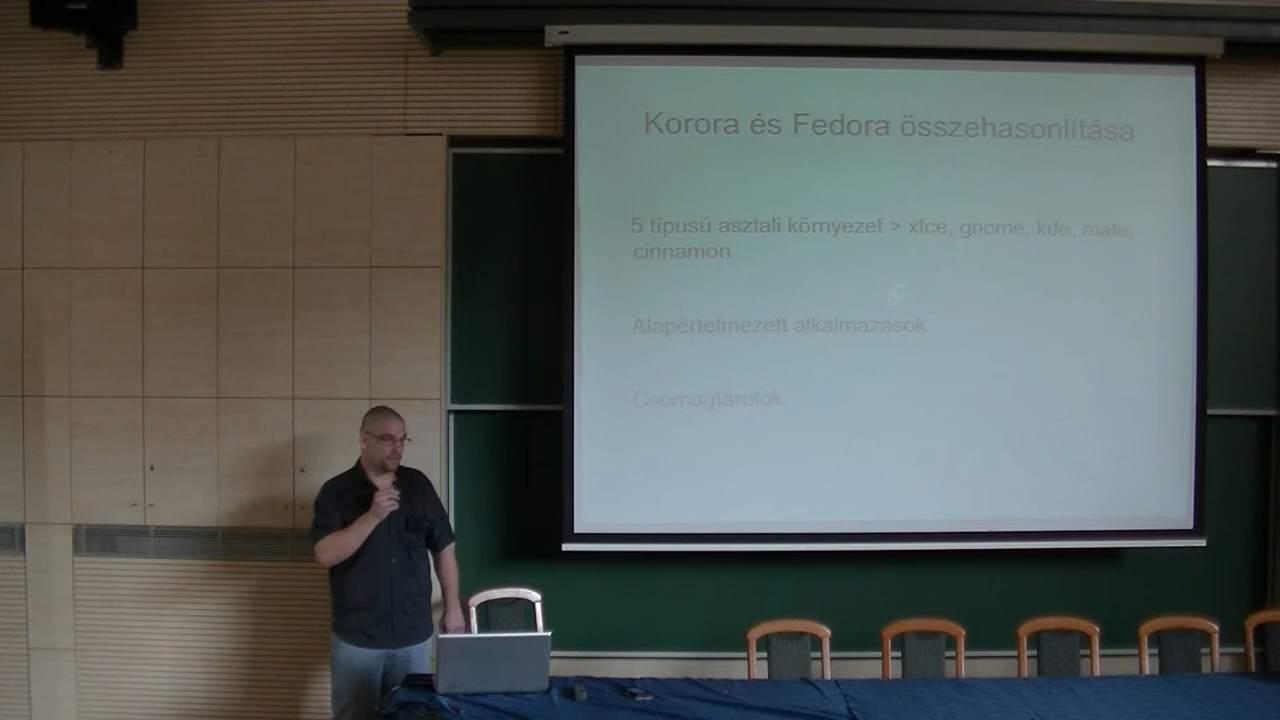 Korora és Fedora összehasonlítása
5 típusú asztali környezet > xfce, gnome, kde, mate,
cinnamon
Alapértelmezett alkalmazások
Csomagtárolók